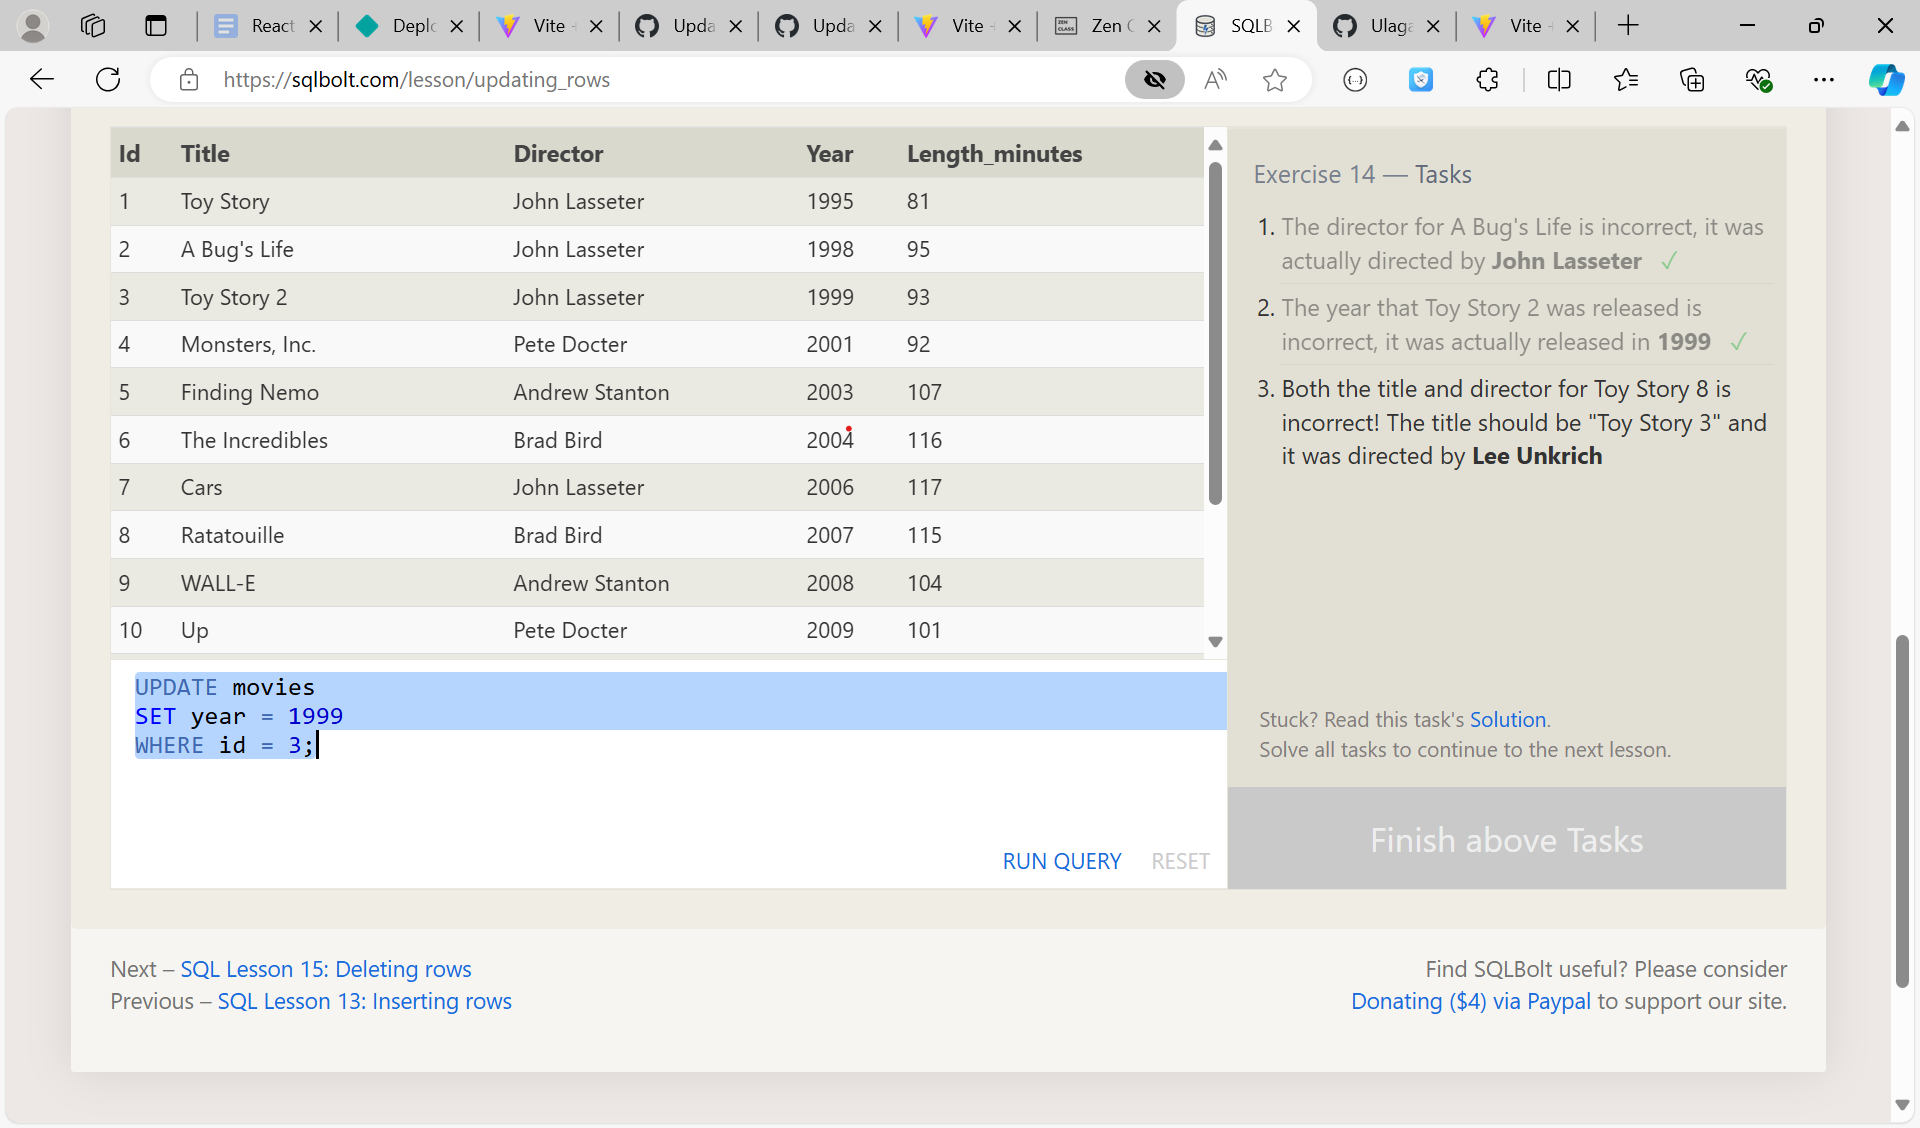 React
Deplo
Vite
Upda
Upda
Vite
Zen C
SQLB
Ulaga
Vite
https://sqlbolt.com/lesson/updating_rows
Id Title Director Year Length_minutes
1 Toy Story John Lasseter 1995 81
2 A Bug's Life John Lasseter 1998 95
3 Toy Story 2 John Lasseter 1999 93
4 Monsters, Inc. Pete Docter 2001 92
5 Finding Nemo Andrew Stanton 2003 107
6 The Incredibles Brad Bird 2004 116
7 Cars John Lasseter 2006 117
8 Ratatouille Brad Bird 2007 115
9 WALL-E Andrew Stanton 2008 104
10 Up Pete Docter 2009 101
UPDATE movies
SET year = 1999
WHERE id = 3;
RUN QUERY RESET
Exercise 14 — Tasks
1. The director for A Bug's Life is incorrect, it was
actually directed by John Lasseter ✓
2. The year that Toy Story 2 was released is
incorrect, it was actually released in 1999 ✓
3. Both the title and director for Toy Story 8 is
incorrect! The title should be "Toy Story 3" and
it was directed by Lee Unkrich
Stuck? Read this task's Solution.
Solve all tasks to continue to the next lesson.
Finish above Tasks
Next – SQL Lesson 15: Deleting rows
Previous – SQL Lesson 13: Inserting rows
Find SQLBolt useful? Please consider
Donating ($4) via Paypal to support our site.